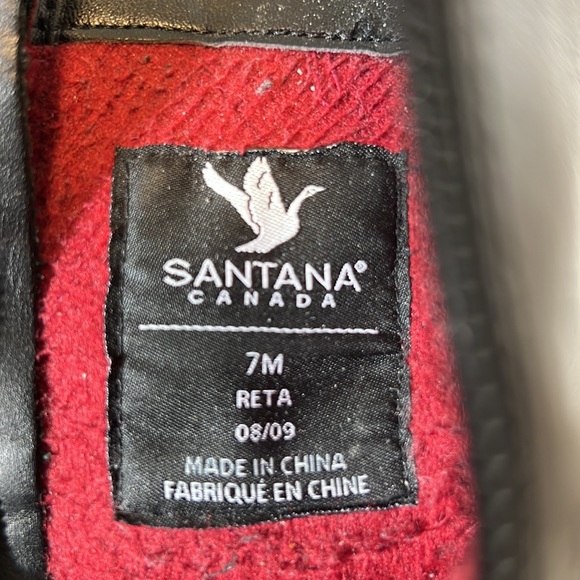 SANTANA®
CANADA
7M
RETA
08/09
MADE IN CHINA
FABRIQUÉ EN CHINE